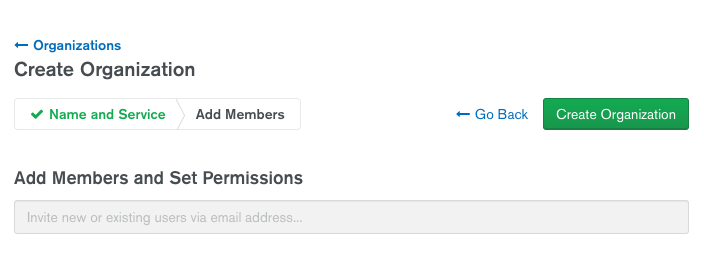 Organizations
Create Organization
Name and Service Add Members Go Back Create Organization
Add Members and Set Permissions
Invite new or existing users via email address...